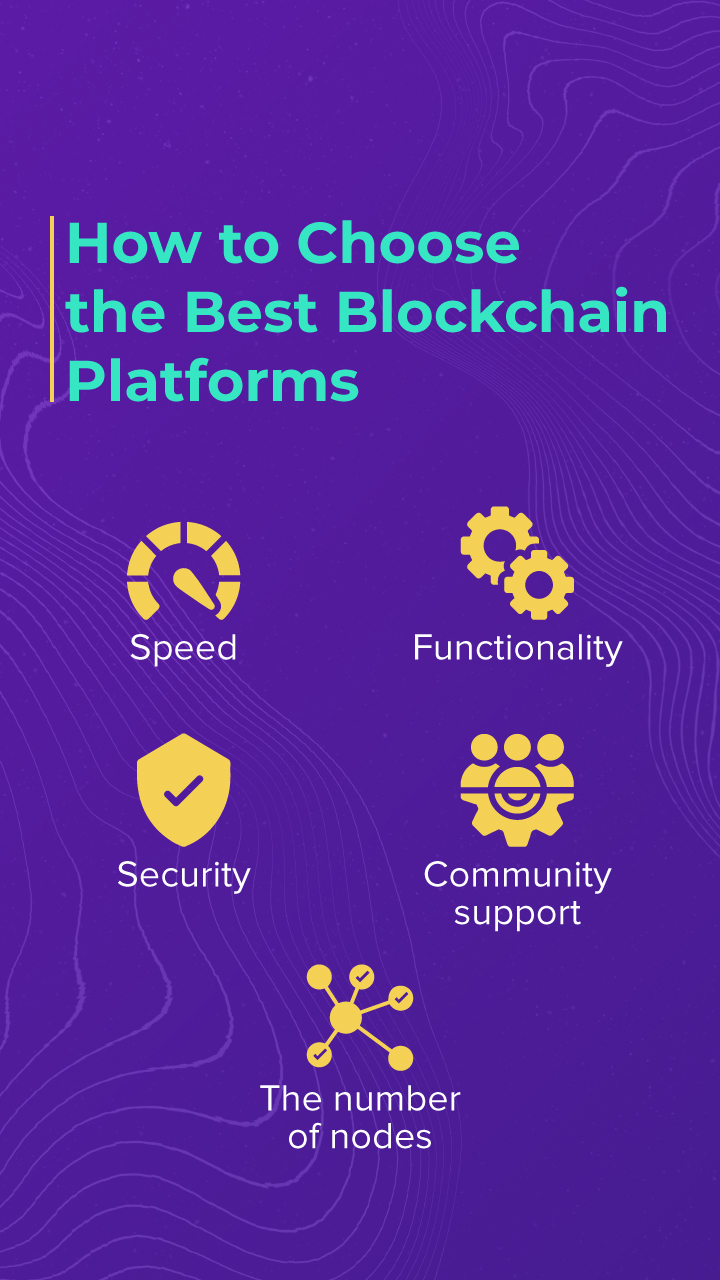 How to Choose
the Best Blockchain
Platforms
Speed
Functionality
Security
Community
support
The number
of nodes